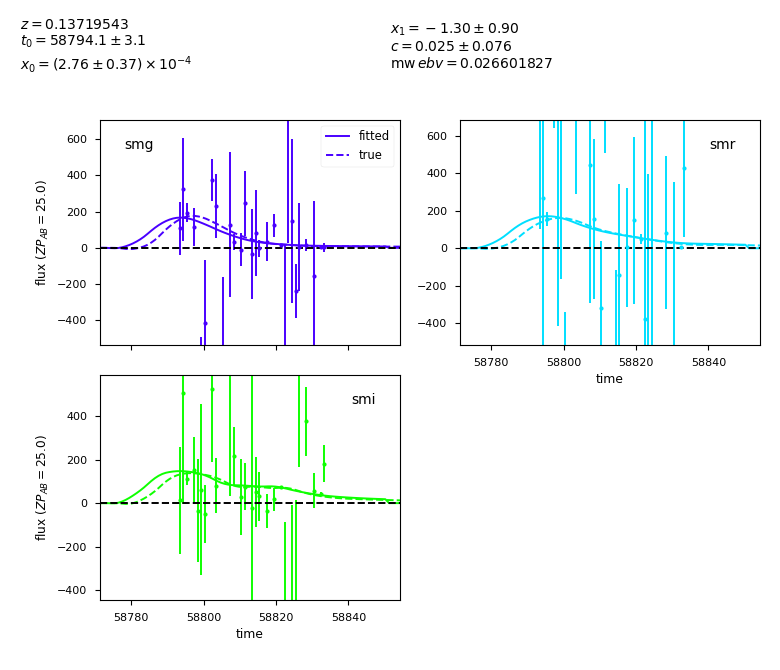 z = 0.13719543
t₀ = 58794.1 ± 3.1
x₀ = (2.76 ± 0.37) × 10⁻⁴
x₁ = −1.30 ± 0.90
c = 0.025 ± 0.076
mw ebv = 0.026601827
smg
fitted
true
flux (ZP_AB = 25.0)
600
400
200
0
−200
−400
smr
600
400
200
0
−200
−400
58780 58800 58820 58840
time
smi
flux (ZP_AB = 25.0)
400
200
0
−200
−400
58780 58800 58820 58840
time